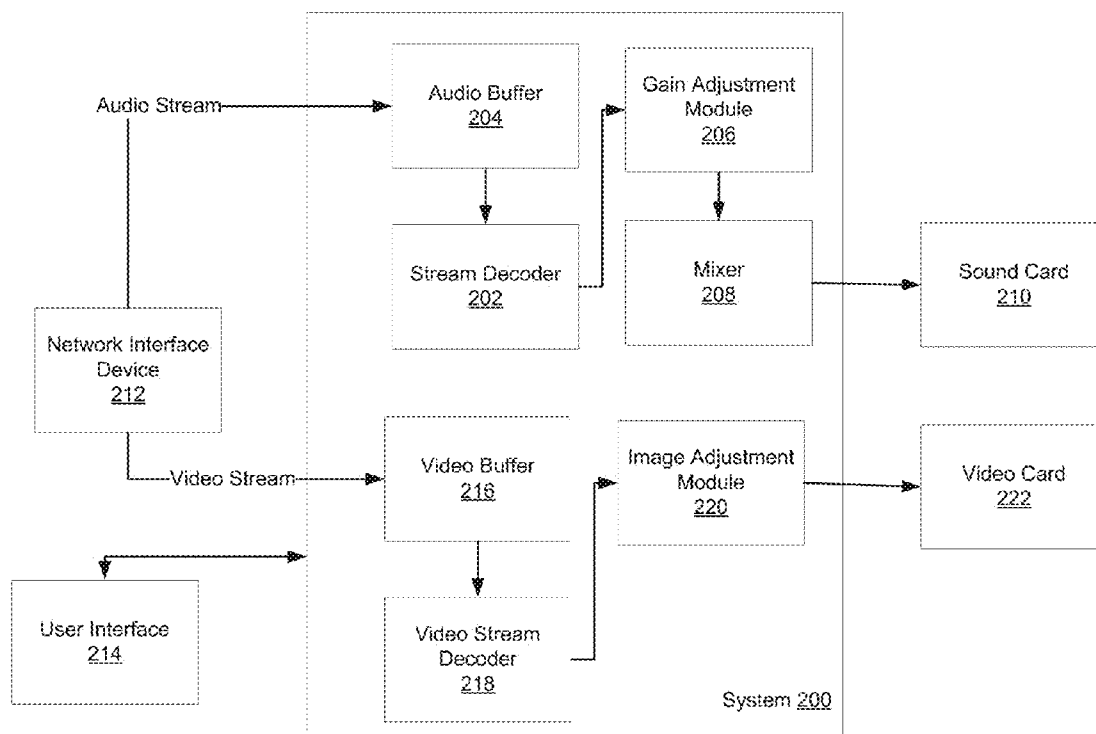 Audio Stream
Audio Buffer
204
Gain Adjustment
Module
206
Stream Decoder
202
Mixer
208
Sound Card
210
Network Interface
Device
212
Video Stream
Video Buffer
216
Image Adjustment
Module
220
Video Card
222
User Interface
214
Video Stream
Decoder
218
System 200